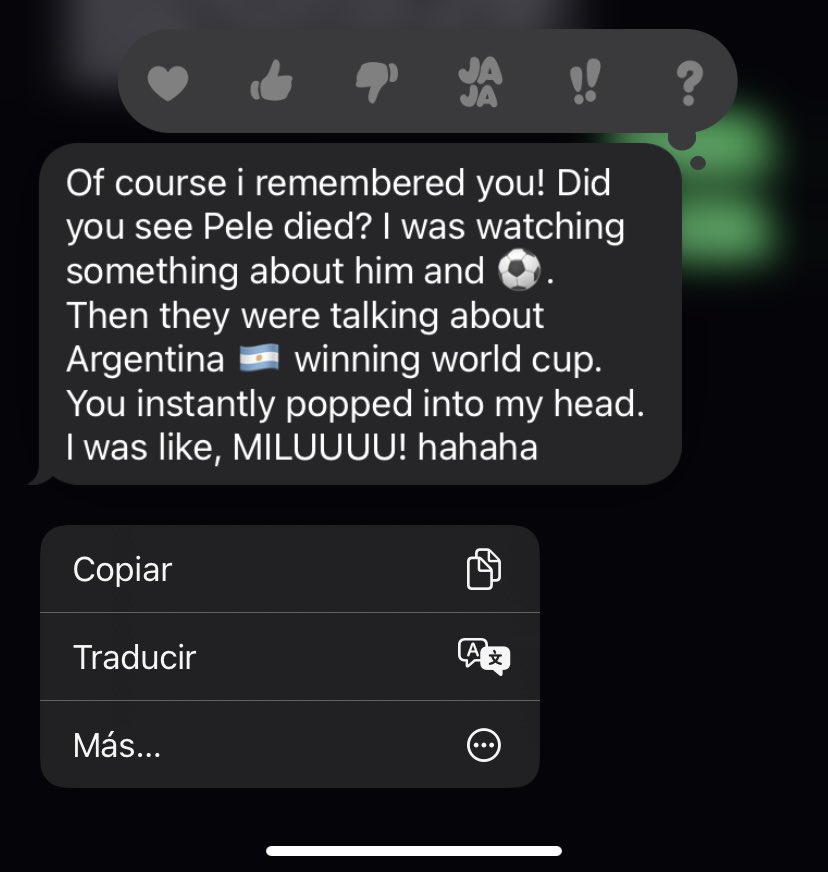 JA
JA
Of course i remembered you! Did
you see Pele died? I was watching
something about him and ⚽.
Then they were talking about
Argentina 🇦🇷 winning world cup.
You instantly popped into my head.
I was like, MILUUUU! hahaha
Copiar
Traducir
Más...